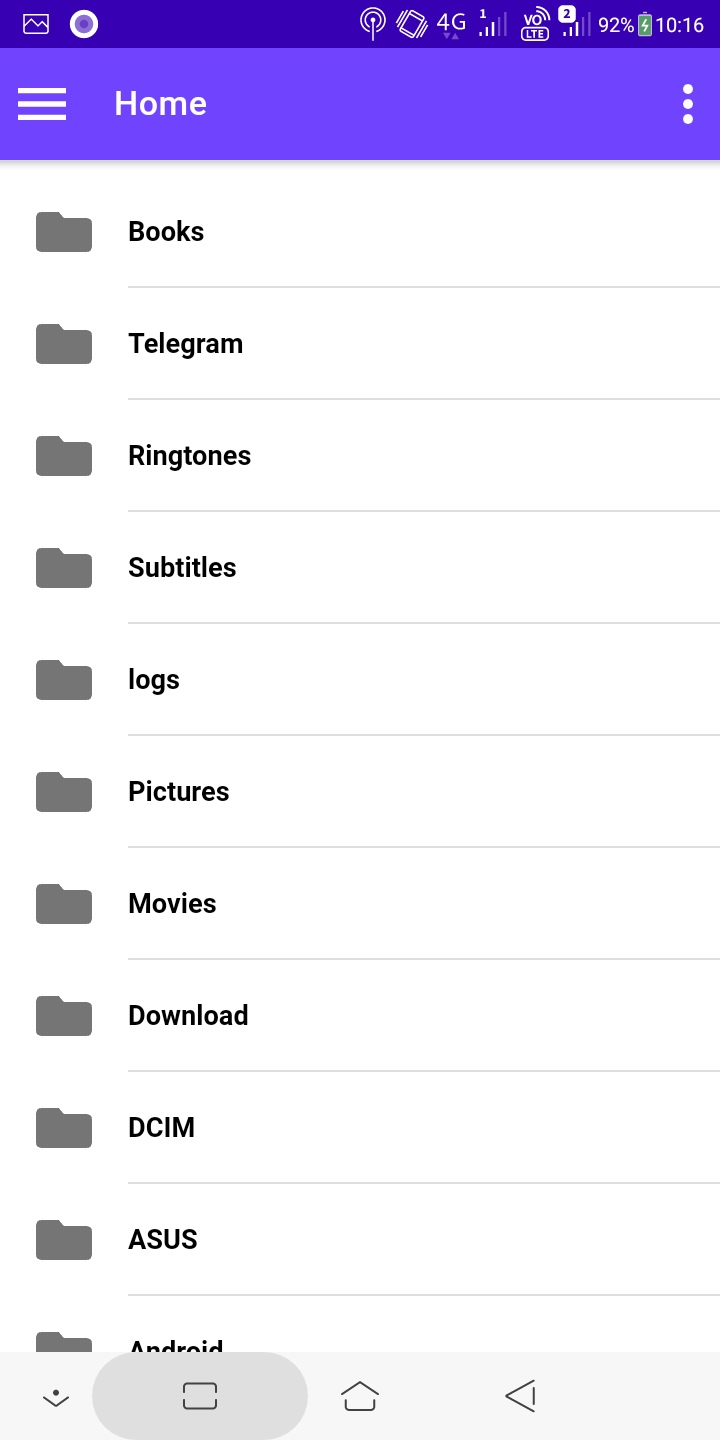 4G 1 VO LTE 2 92% 10:16
Home
Books
Telegram
Ringtones
Subtitles
logs
Pictures
Movies
Download
DCIM
ASUS
Android